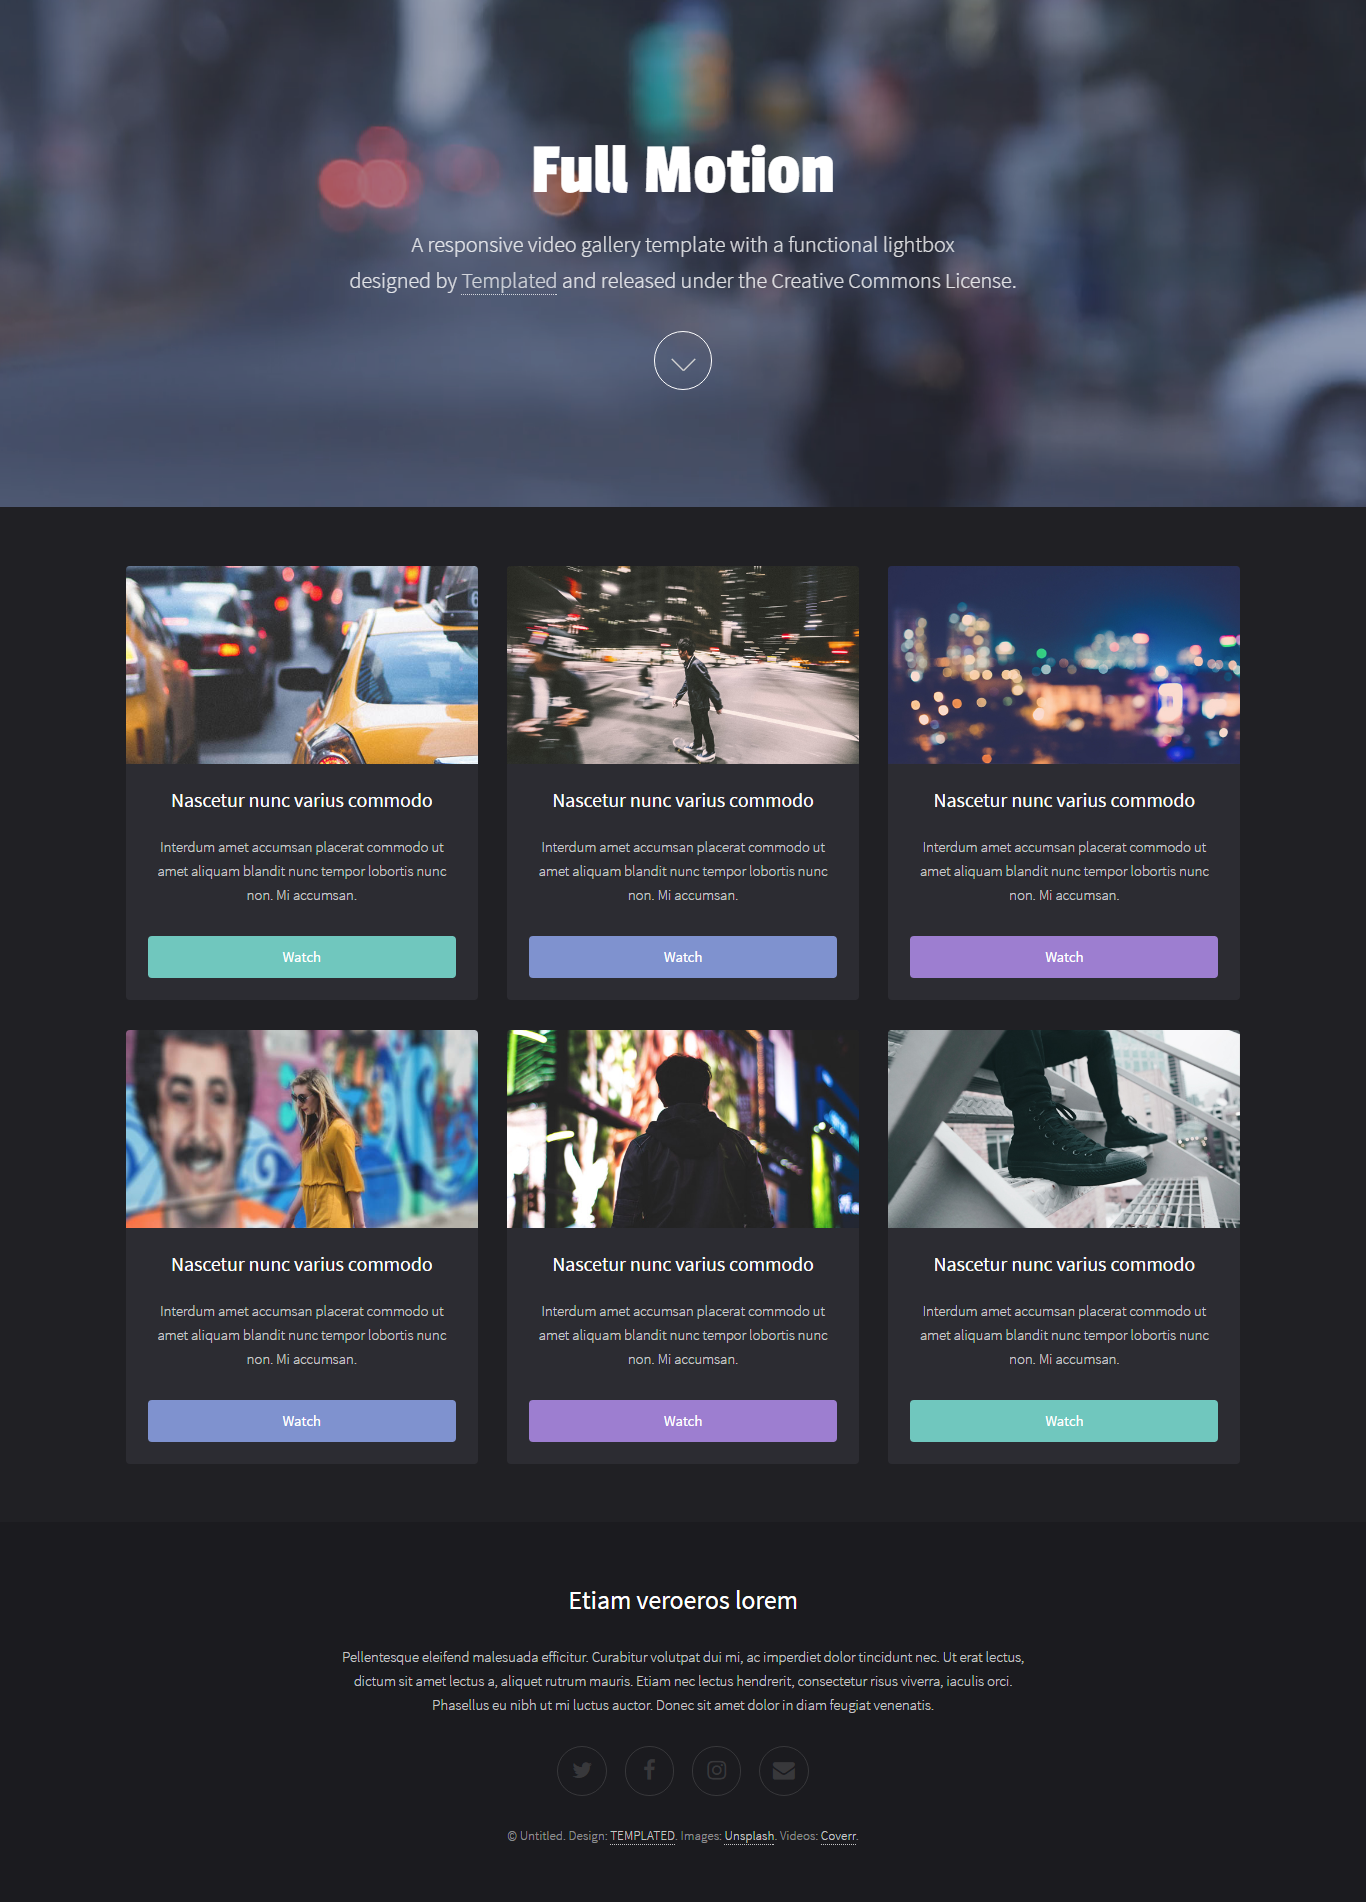 Full Motion
A responsive video gallery template with a functional lightbox
designed by Templated and released under the Creative Commons License.
Nascetur nunc varius commodo
Interdum amet accumsan placerat commodo ut
amet aliquam blandit nunc tempor lobortis nunc
non. Mi accumsan.
Watch
Nascetur nunc varius commodo
Interdum amet accumsan placerat commodo ut
amet aliquam blandit nunc tempor lobortis nunc
non. Mi accumsan.
Watch
Nascetur nunc varius commodo
Interdum amet accumsan placerat commodo ut
amet aliquam blandit nunc tempor lobortis nunc
non. Mi accumsan.
Watch
Nascetur nunc varius commodo
Interdum amet accumsan placerat commodo ut
amet aliquam blandit nunc tempor lobortis nunc
non. Mi accumsan.
Watch
Nascetur nunc varius commodo
Interdum amet accumsan placerat commodo ut
amet aliquam blandit nunc tempor lobortis nunc
non. Mi accumsan.
Watch
Nascetur nunc varius commodo
Interdum amet accumsan placerat commodo ut
amet aliquam blandit nunc tempor lobortis nunc
non. Mi accumsan.
Watch
Etiam veroeros lorem
Pellentesque eleifend malesuada efficitur. Curabitur volutpat dui mi, ac imperdiet dolor tincidunt nec. Ut erat lectus,
dictum sit amet lectus a, aliquet rutrum mauris. Etiam nec lectus hendrerit, consectetur risus viverra, iaculis orci.
Phasellus eu nibh ut mi luctus auctor. Donec sit amet dolor in diam feugiat venenatis.
© Untitled. Design: TEMPLATED. Images: Unsplash. Videos: Coverr.